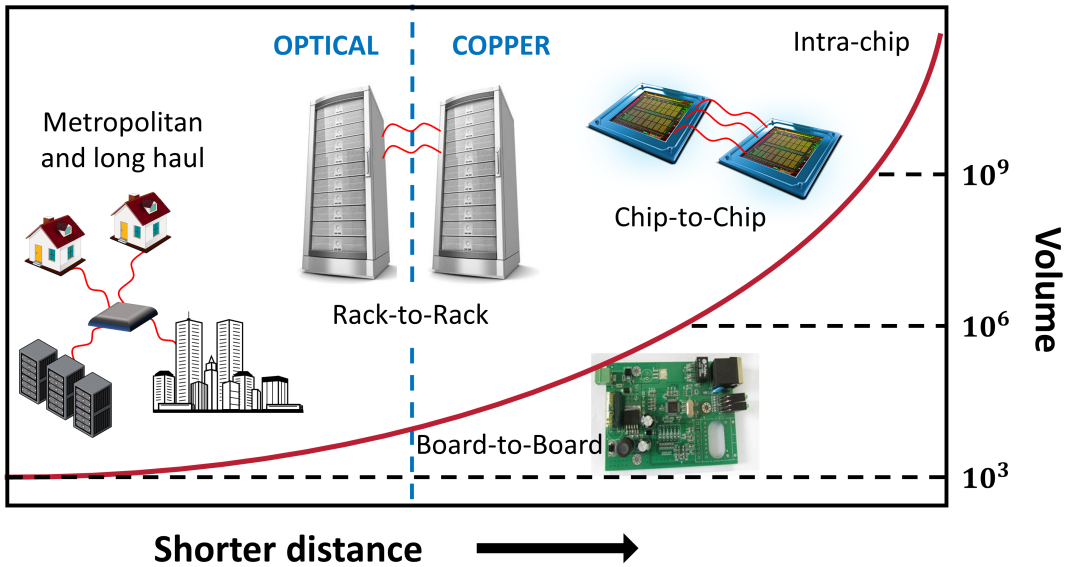 OPTICAL
COPPER
Intra-chip
Metropolitan
and long haul
Chip-to-Chip
Rack-to-Rack
Board-to-Board
10⁹
10⁶
10³
Volume
Shorter distance